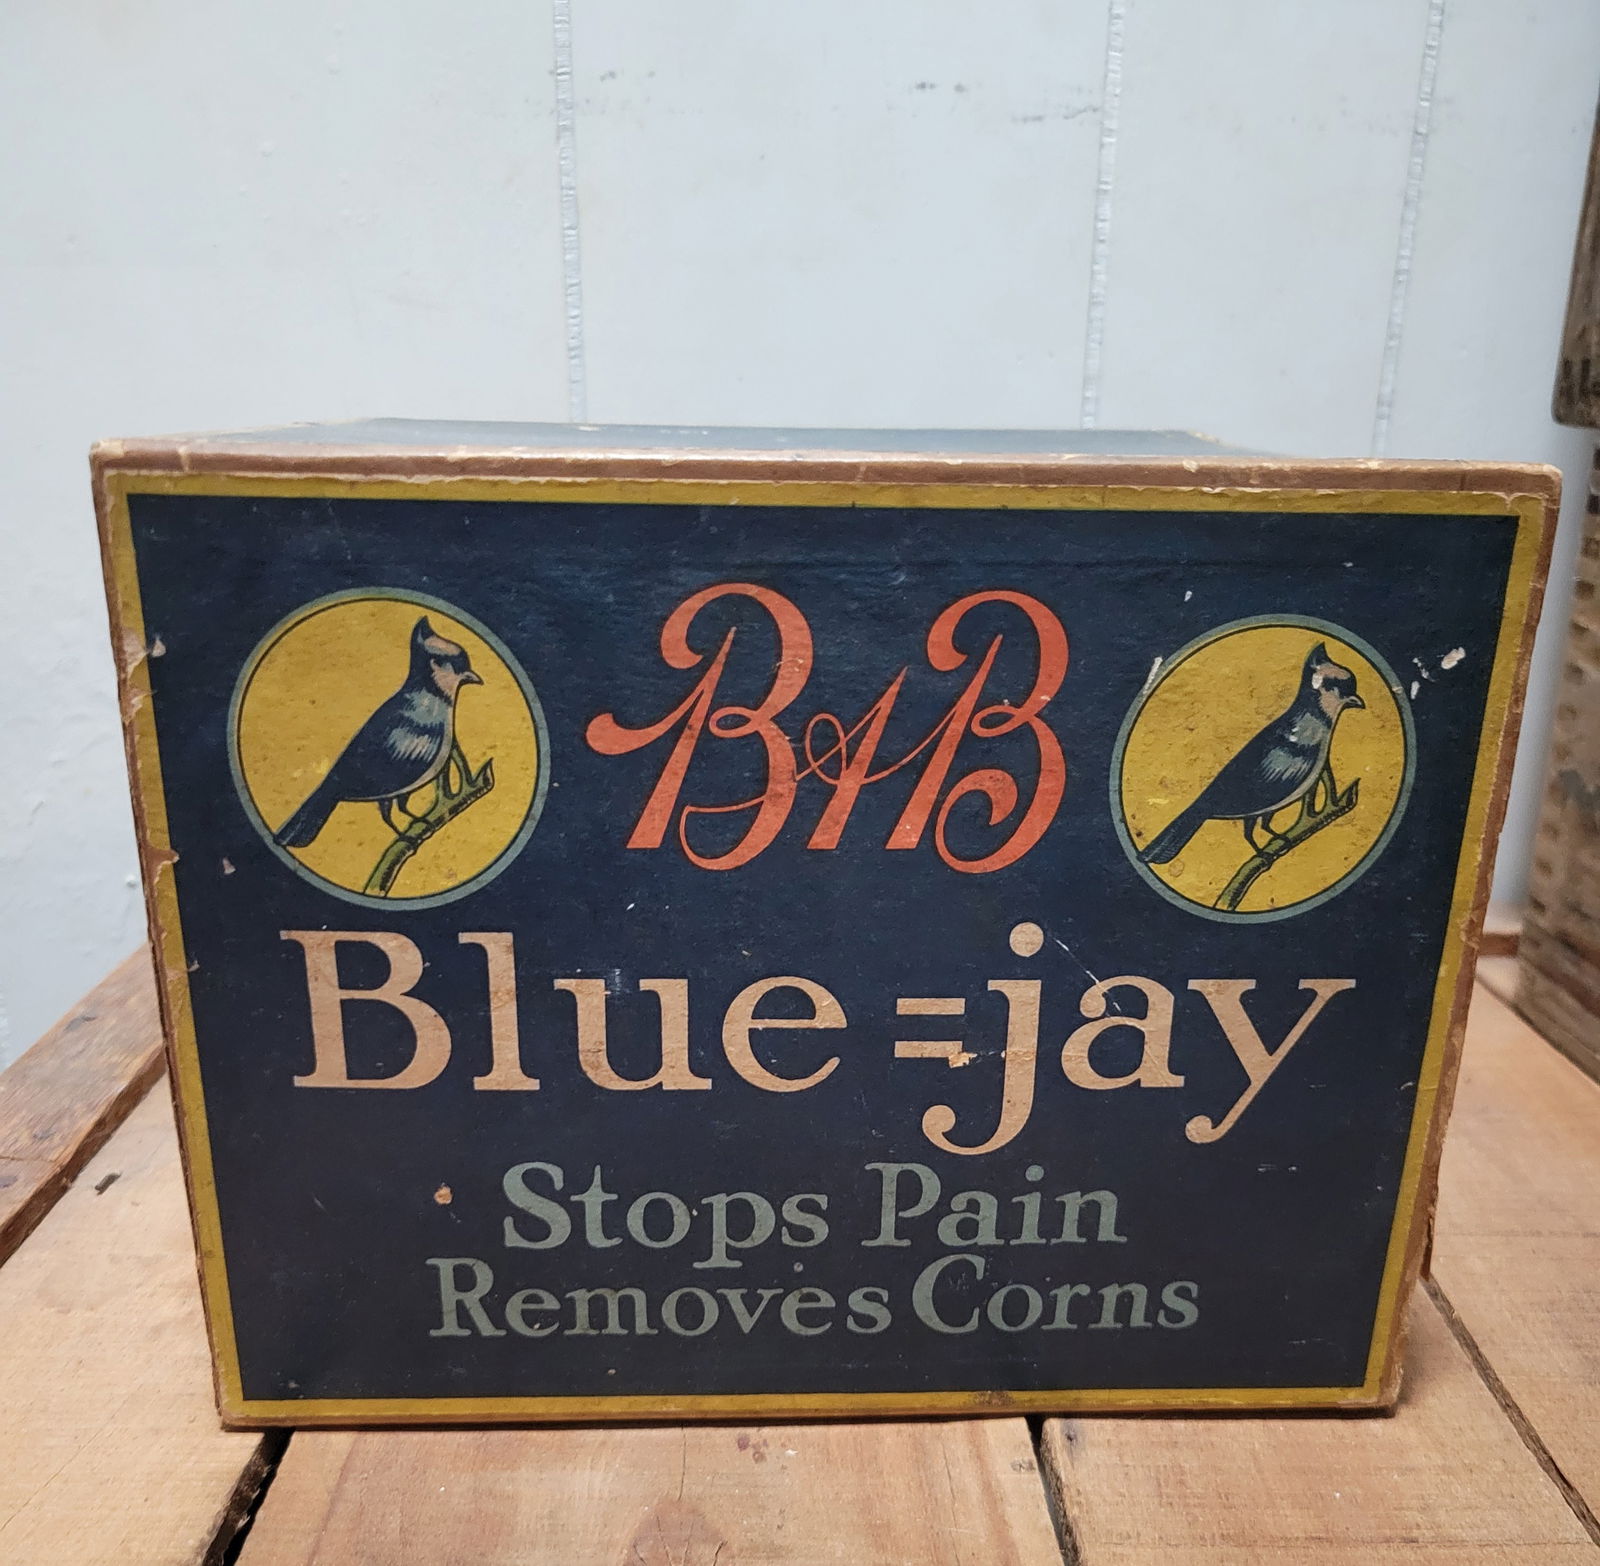 B&B
Blue=jay
Stops Pain
Removes Corns